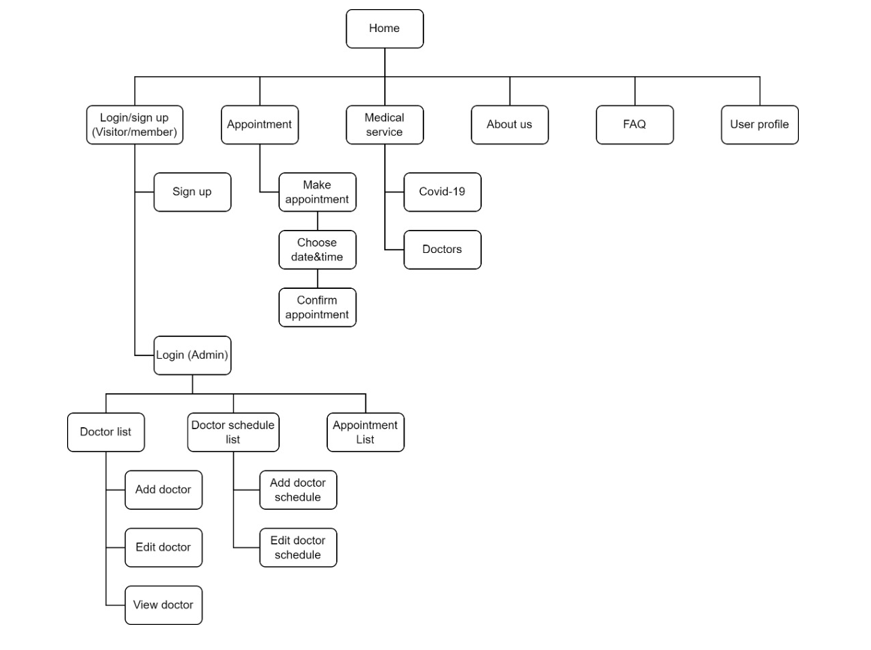 Home
Login/sign up
(Visitor/member)
Appointment
Medical
service
About us
FAQ
User profile
Sign up
Make
appointment
Covid-19
Choose
date&time
Doctors
Confirm
appointment
Login (Admin)
Doctor list
Doctor schedule
list
Appointment
List
Add doctor
Add doctor
schedule
Edit doctor
Edit doctor
schedule
View doctor